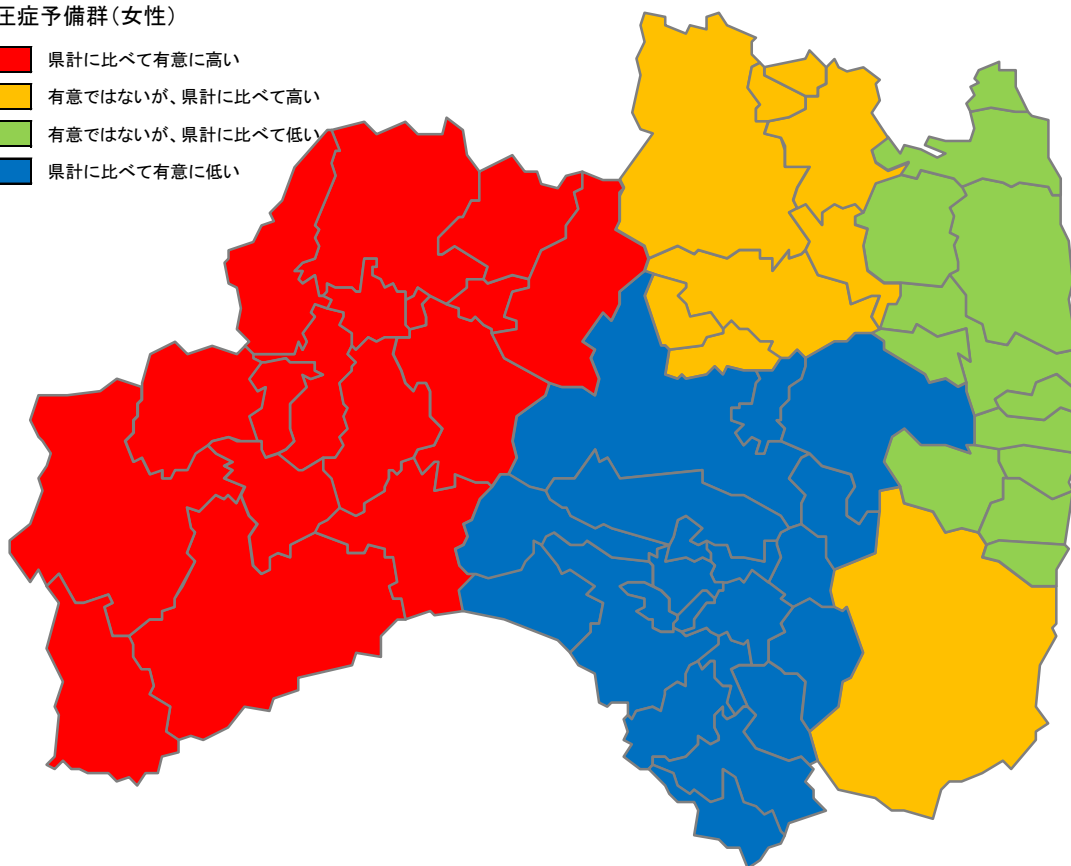 圧症予備群(女性)
県計に比べて有意に高い
有意ではないが、県計に比べて高い
有意ではないが、県計に比べて低い
県計に比べて有意に低い